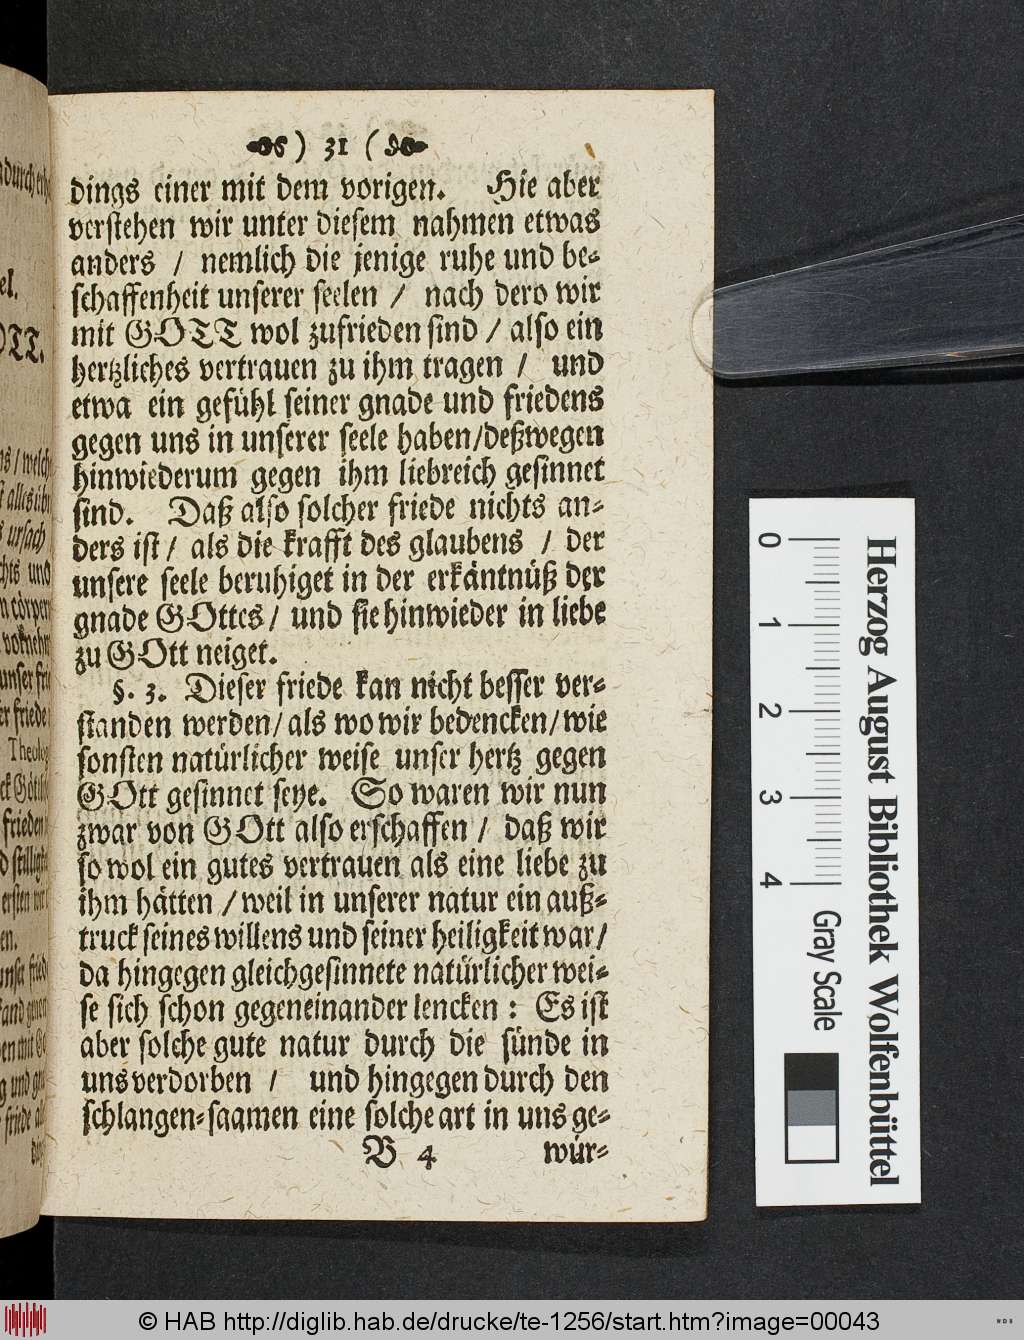 ) 31 (
dings einer mit dem vorigen. Hie aber
verstehen wir unter diesem nahmen etwas
anders / nemlich die jenige ruhe und be-
schaffenheit unserer seelen / nach dero wir
mit GOTT wol zufrieden sind / also ein
hertzliches vertrauen zu ihm tragen / und
etwa ein gefühl seiner gnade und friedens
gegen uns in unserer seele haben/deßwegen
hinwiederum gegen ihm liebreich gesinnet
sind. Daß also solcher friede nichts an-
ders ist / als die krafft des glaubens / der
unsere seele beruhiget in der erkäntnüß der
gnade GOttes / und sie hinwieder in liebe
zu GOtt neiget.
§. 3. Dieser friede kan nicht besser ver-
standen werden/ als wo wir bedencken/wie
sonsten natürlicher weise unser hertz gegen
GOtt gesinnet seye. So waren wir nun
zwar von GOtt also erschaffen / daß wir
so wol ein gutes vertrauen als eine liebe zu
ihm hätten / weil in unserer natur ein auß-
truck seines willens und seiner heiligkeit war/
da hingegen gleichgesinnete natürlicher wei-
se sich schon gegeneinander lencken : Es ist
aber solche gute natur durch die sünde in
uns verdorben / und hingegen durch den
schlangen-saamen eine solche art in uns ge-
B 4 wür-
0 1 2 3 4 Gray Scale
Herzog August Bibliothek Wolfenbüttel
© HAB http://diglib.hab.de/drucke/te-1256/start.htm?image=00043